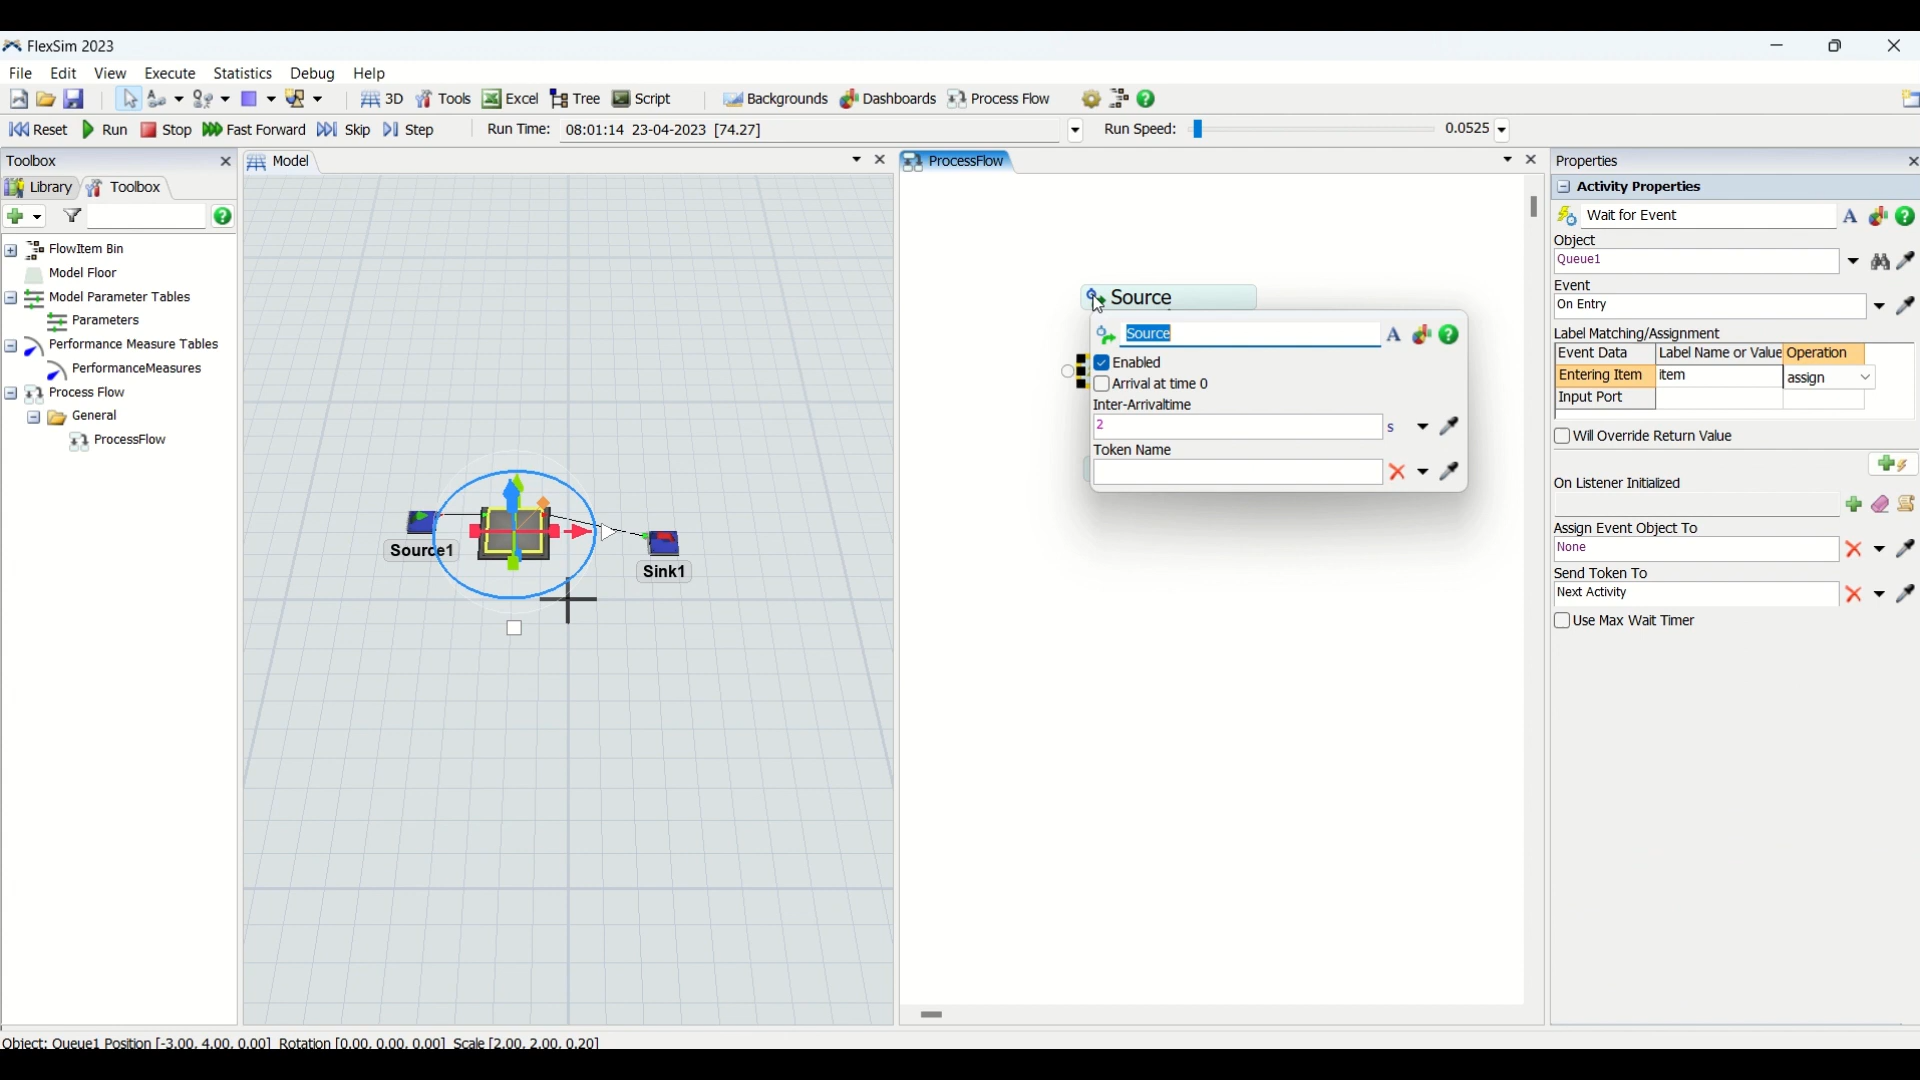 FlexSim 2023
File Edit View Execute Statistics Debug Help
3D Tools Excel Tree Script Backgrounds Dashboards Process Flow
Reset Run Stop Fast Forward Skip Step Run Time: 08:01:14 23-04-2023 [74.27] Run Speed: 0.0525
Toolbox
Library Toolbox
FlowItem Bin
Model Floor
Model Parameter Tables
Parameters
Performance Measure Tables
PerformanceMeasures
Process Flow
General
ProcessFlow
Model
Source1
Sink1
ProcessFlow
Source
Source
Enabled
Arrival at time 0
Inter-Arrivaltime
2 s
Token Name
Properties
Activity Properties
Wait for Event
Object
Queue1
Event
On Entry
Label Matching/Assignment
Event Data Label Name or Value Operation
Entering Item item assign
Input Port
Will Override Return Value
On Listener Initialized
Assign Event Object To
None
Send Token To
Next Activity
Use Max Wait Timer
Object: Queue1 Position [-3.00, 4.00, 0.00] Rotation [0.00, 0.00, 0.00] Scale [2.00, 2.00, 0.20]